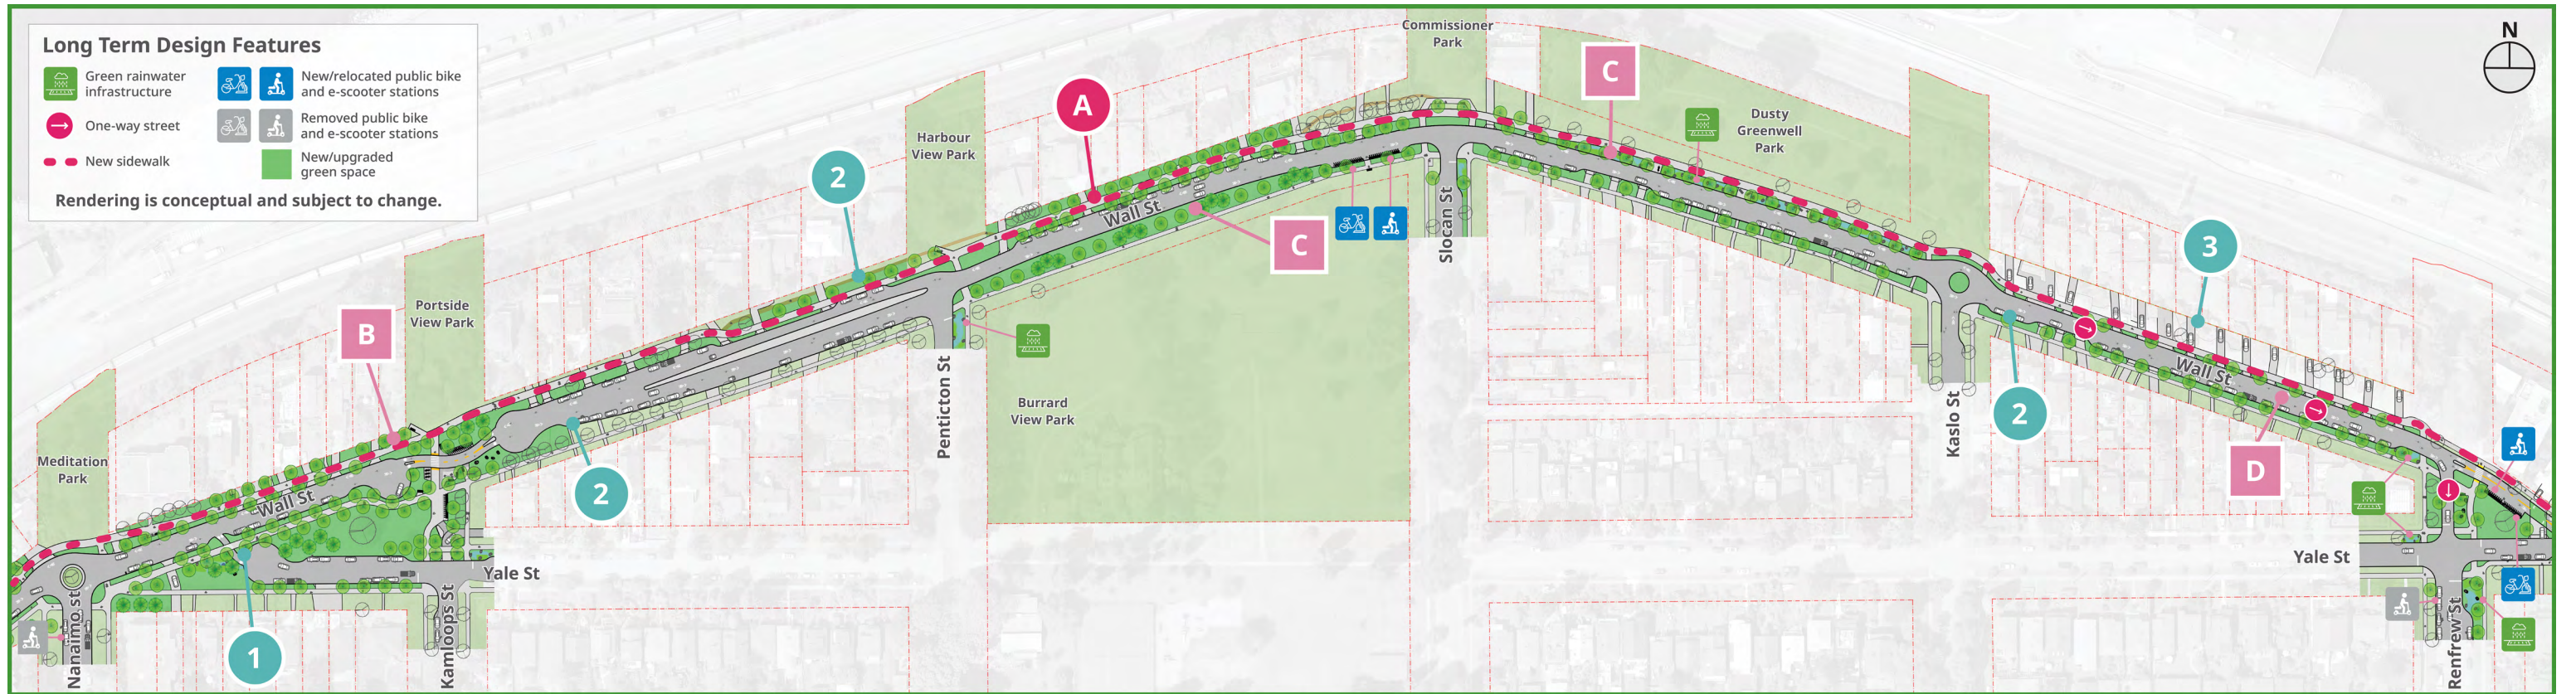 Long Term Design Features
Green rainwater
infrastructure
New/relocated public bike
and e-scooter stations
One-way street
Removed public bike
and e-scooter stations
New sidewalk
New/upgraded
green space
Rendering is conceptual and subject to change.
Commissioner
Park
N
C
A
Dusty
Greenwell
Park
Harbour
View Park
2
Wall St
C
Slocan St
3
Portside
View Park
B
Penticton St
Burrard
View Park
Wall St
Kaslo St
2
D
Meditation
Park
2
Wall St
Yale St
Yale St
Nanaimo st
Kamloops St
1
Renfrew St